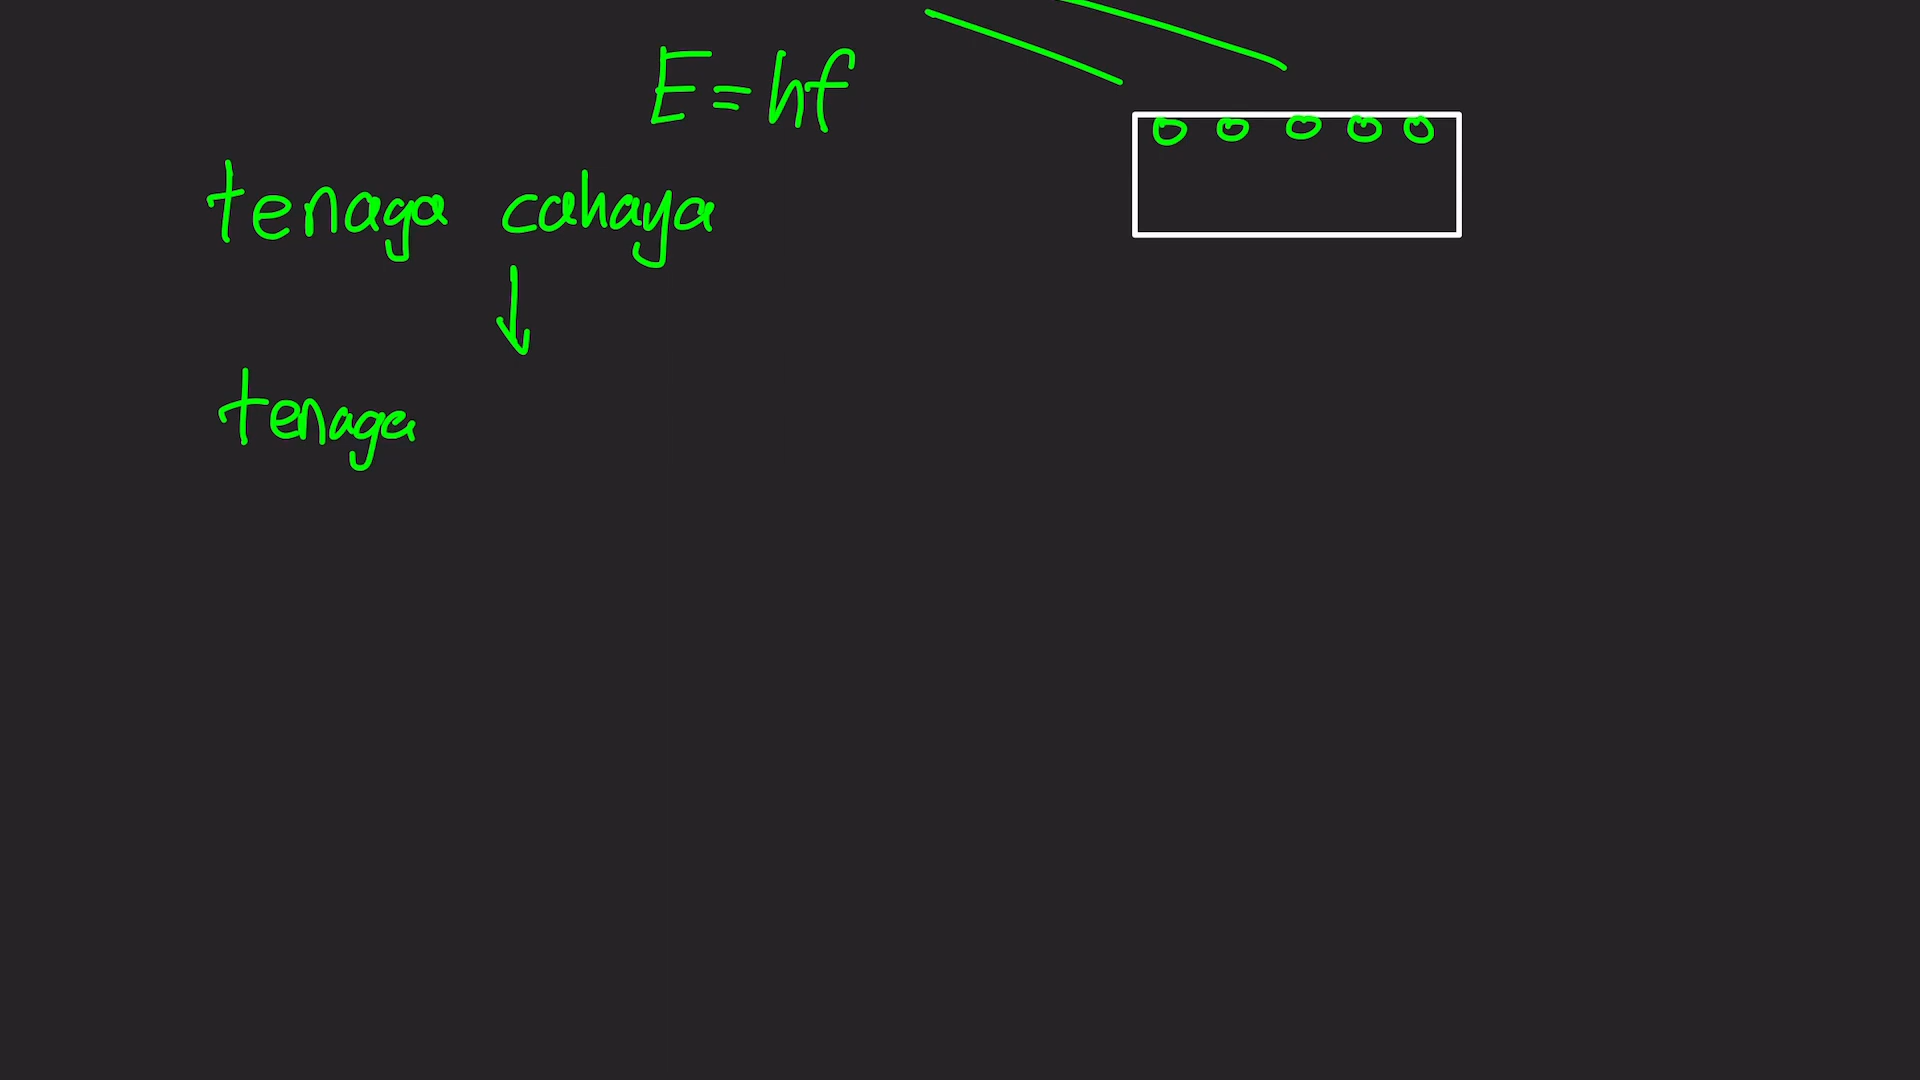 E = hf
tenaga cahaya
↓
tenaga